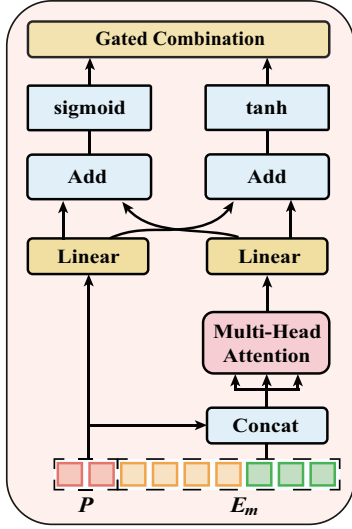 Gated Combination
sigmoid tanh
Add Add
Linear Linear
Multi-Head
Attention
Concat
P E_m